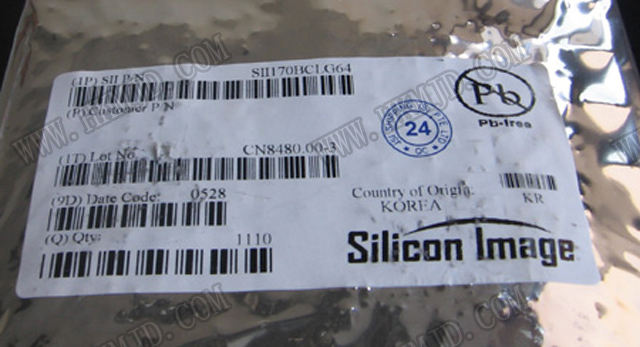 (1P) SII P/N SII170BCLG64
(P) Customer P/N
Pb
Pb-free
24
QC
(1T) Lot No. CN8480.00-3
(9D) Date Code: 0528
Country of Origin:
KOREA KR
(Q) Qty: 1110
Silicon Image